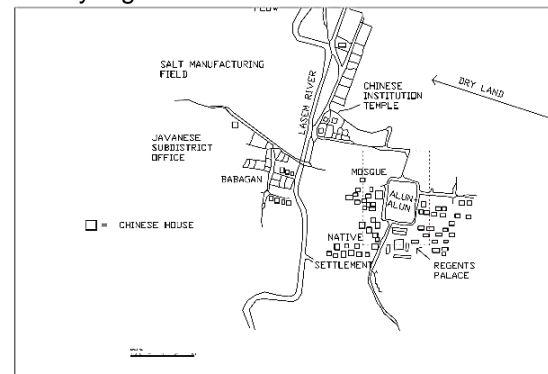 SALT MANUFACTURING
FIELD
LASEM RIVER
CHINESE
INSTITUTION
TEMPLE
DRY LAND
JAVANESE
SUBDISTRICT
OFFICE
BABAGAN
MOSQUE
ALUN
ALUN
= CHINESE HOUSE
NATIVE
SETTLEMENT
REGENTS
PALACE